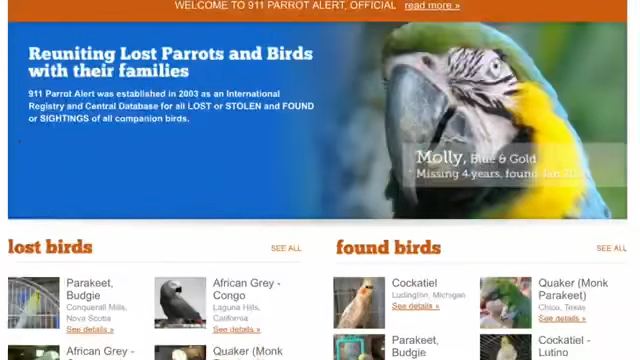 WELCOME TO 911 PARROT ALERT, OFFICIAL read more »
Reuniting Lost Parrots and Birds
with their families
911 Parrot Alert was established in 2003 as an International
Registry and Central Database for all LOST or STOLEN and FOUND
or SIGHTINGS of all companion birds.
Molly, Blue & Gold
Missing 4 years, found Jan
lost birds
SEE ALL
Parakeet,
Budgie
Conquerall Mills,
Nova Scotia
See details »
African Grey -
Congo
Laguna Hills,
California
See details »
African Grey -
Quaker (Monk
found birds
SEE ALL
Cockatiel
Ludington, Michigan
See details »
Quaker (Monk
Parakeet)
Chico, Texas
See details »
Parakeet,
Budgie
Cockatiel -
Lutino